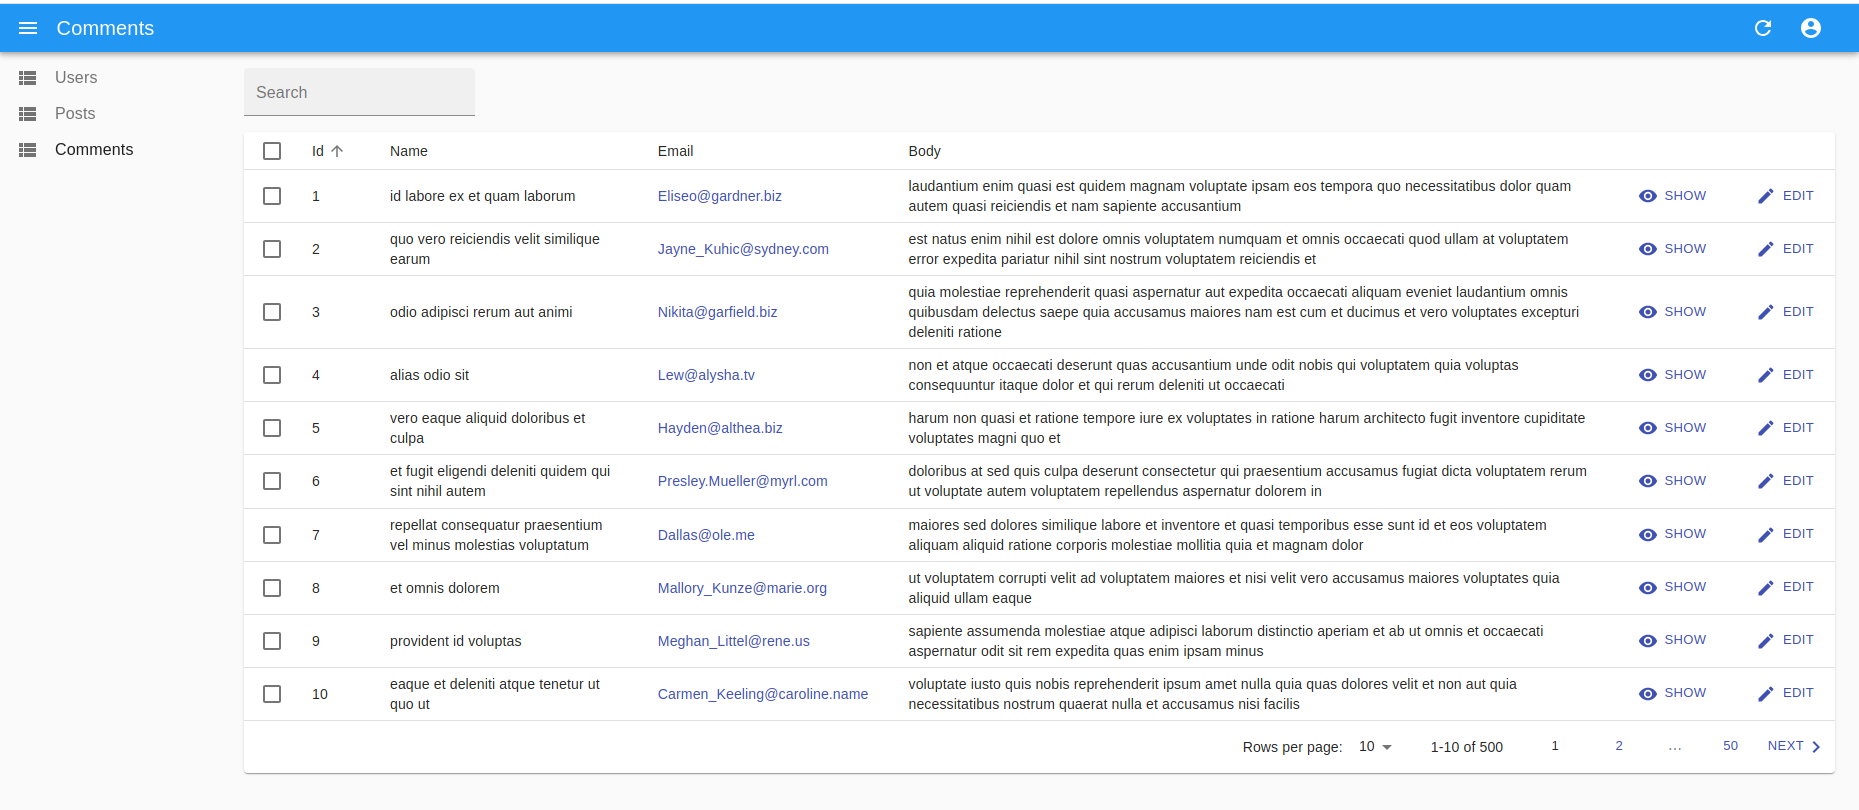 Comments
Users
Posts
Comments
Search
Id Name Email Body
1 id labore ex et quam laborum Eliseo@gardner.biz laudantium enim quasi est quidem magnam voluptate ipsam eos tempora quo necessitatibus dolor quam SHOW EDIT
autem quasi reiciendis et nam sapiente accusantium
2 quo vero reiciendis velit similique Jayne_Kuhic@sydney.com est natus enim nihil est dolore omnis voluptatem numquam et omnis occaecati quod ullam at voluptatem SHOW EDIT
earum error expedita pariatur nihil sint nostrum voluptatem reiciendis et
3 odio adipisci rerum aut animi Nikita@garfield.biz quia molestiae reprehenderit quasi aspernatur aut expedita occaecati aliquam eveniet laudantium omnis SHOW EDIT
quibusdam delectus saepe quia accusamus maiores nam est cum et ducimus et vero voluptates excepturi
deleniti ratione
4 alias odio sit Lew@alysha.tv non et atque occaecati deserunt quas accusantium unde odit nobis qui voluptatem quia voluptas SHOW EDIT
consequuntur itaque dolor et qui rerum deleniti ut occaecati
5 vero eaque aliquid doloribus et Hayden@althea.biz harum non quasi et ratione tempore iure ex voluptates in ratione harum architecto fugit inventore cupiditate SHOW EDIT
culpa voluptates magni quo et
6 et fugit eligendi deleniti quidem qui Presley.Mueller@myrl.com doloribus at sed quis culpa deserunt consectetur qui praesentium accusamus fugiat dicta voluptatem rerum SHOW EDIT
sint nihil autem ut voluptate autem voluptatem repellendus aspernatur dolorem in
7 repellat consequatur praesentium Dallas@ole.me maiores sed dolores similique labore et inventore et quasi temporibus esse sunt id et eos voluptatem SHOW EDIT
vel minus molestias voluptatum aliquam aliquid ratione corporis molestiae mollitia quia et magnam dolor
8 et omnis dolorem Mallory_Kunze@marie.org ut voluptatem corrupti velit ad voluptatem maiores et nisi velit vero accusamus maiores voluptates quia SHOW EDIT
aliquid ullam eaque
9 provident id voluptas Meghan_Littel@rene.us sapiente assumenda molestiae atque adipisci laborum distinctio aperiam et ab ut omnis et occaecati SHOW EDIT
aspernatur odit sit rem expedita quas enim ipsam minus
10 eaque et deleniti atque tenetur ut Carmen_Keeling@caroline.name voluptate iusto quis nobis reprehenderit ipsum amet nulla quia quas dolores velit et non aut quia SHOW EDIT
quo ut necessitatibus nostrum quaerat nulla et accusamus nisi facilis
Rows per page: 10 1-10 of 500 1 2 ... 50 NEXT